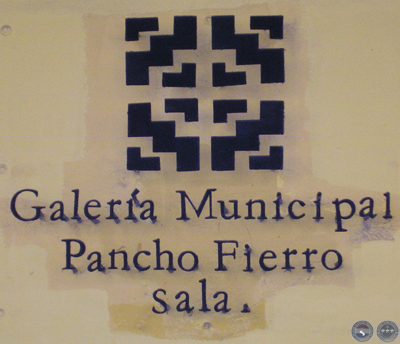 Galería Municipal
Pancho Fierro
sala.